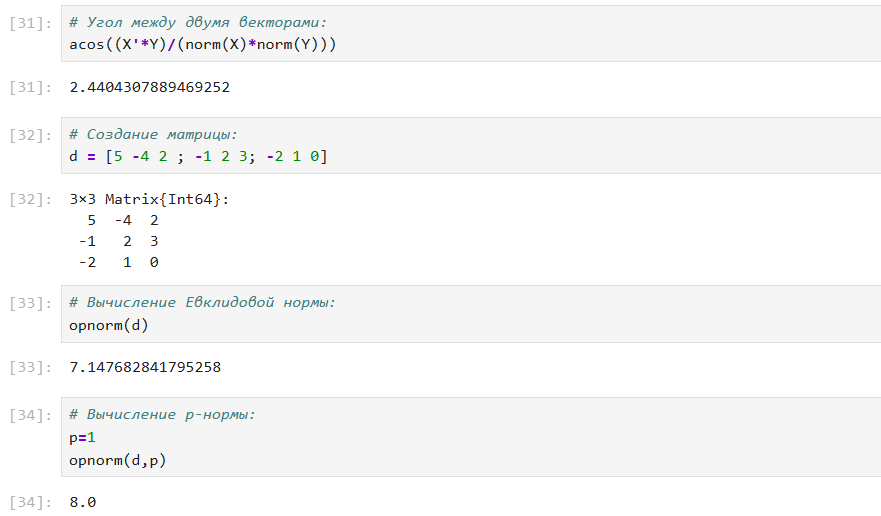 [31]: # Угол между двумя векторами:
acos((X'*Y)/(norm(X)*norm(Y)))
[31]: 2.4404307889469252
[32]: # Создание матрицы:
d = [5 -4 2 ; -1 2 3; -2 1 0]
[32]: 3×3 Matrix{Int64}:
5 -4 2
-1 2 3
-2 1 0
[33]: # Вычисление Евклидовой нормы:
opnorm(d)
[33]: 7.147682841795258
[34]: # Вычисление p-нормы:
p=1
opnorm(d,p)
[34]: 8.0